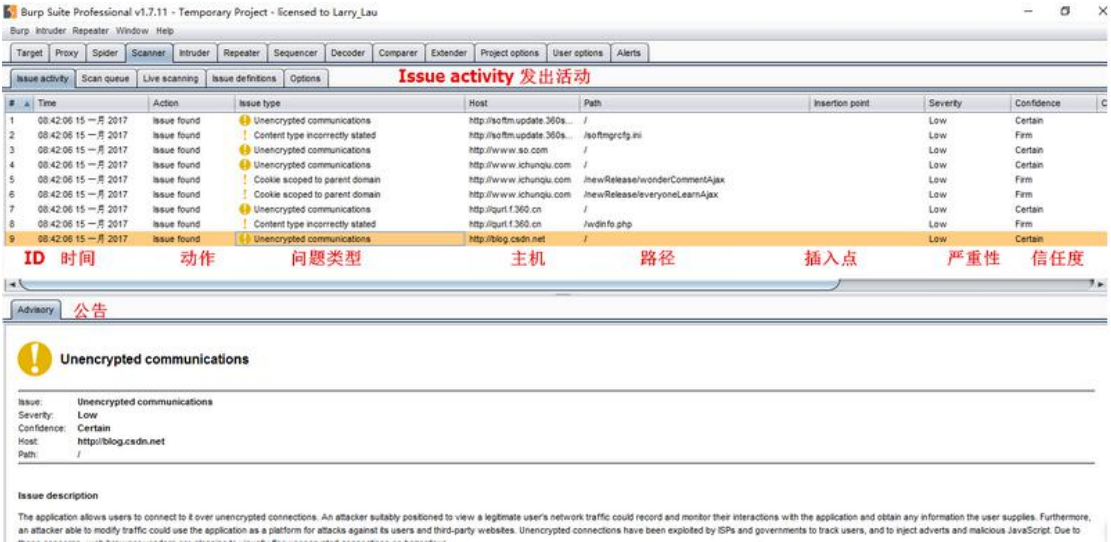 Burp Suite Professional v1.7.11 - Temporary Project - licensed to Larry_Lau
Burp Intruder Repeater Window Help
Target Proxy Spider Scanner Intruder Repeater Sequencer Decoder Comparer Extender Project options User options Alerts
Issue activity Scan queue Live scanning Issue definitions Options Issue activity 发出活动
# Time Action Issue type Host Path Insertion point Severity Confidence C
1 08:42:06 15 一月 2017 Issue found Unencrypted communications http://softm.update.360s... / Low Certain
2 08:42:06 15 一月 2017 Issue found Content type incorrectly stated http://softm.update.360s... /softmgrcfg.ini Low Firm
3 08:42:06 15 一月 2017 Issue found Unencrypted communications http://www.so.com / Low Certain
4 08:42:06 15 一月 2017 Issue found Unencrypted communications http://www.ichunqiu.com / Low Certain
5 08:42:06 15 一月 2017 Issue found Cookie scoped to parent domain http://www.ichunqiu.com /newRelease/wonderCommentAjax Low Firm
6 08:42:06 15 一月 2017 Issue found Cookie scoped to parent domain http://www.ichunqiu.com /newRelease/everyoneLearnAjax Low Firm
7 08:42:06 15 一月 2017 Issue found Unencrypted communications http://qurl.f.360.cn / Low Certain
8 08:42:06 15 一月 2017 Issue found Content type incorrectly stated http://qurl.f.360.cn /wdinfo.php Low Firm
9 08:42:06 15 一月 2017 Issue found Unencrypted communications http://blog.csdn.net / Low Certain
ID 时间 动作 问题类型 主机 路径 插入点 严重性 信任度
Advisory 公告
Unencrypted communications
Issue: Unencrypted communications
Severity: Low
Confidence: Certain
Host: http://blog.csdn.net
Path: /
Issue description
The application allows users to connect to it over unencrypted connections. An attacker suitably positioned to view a legitimate user's network traffic could record and monitor their interactions with the application and obtain any information the user supplies. Furthermore,
an attacker able to modify traffic could use the application as a platform for attacks against its users and third-party websites. Unencrypted connections have been exploited by ISPs and governments to track users, and to inject adverts and malicious JavaScript. Due to